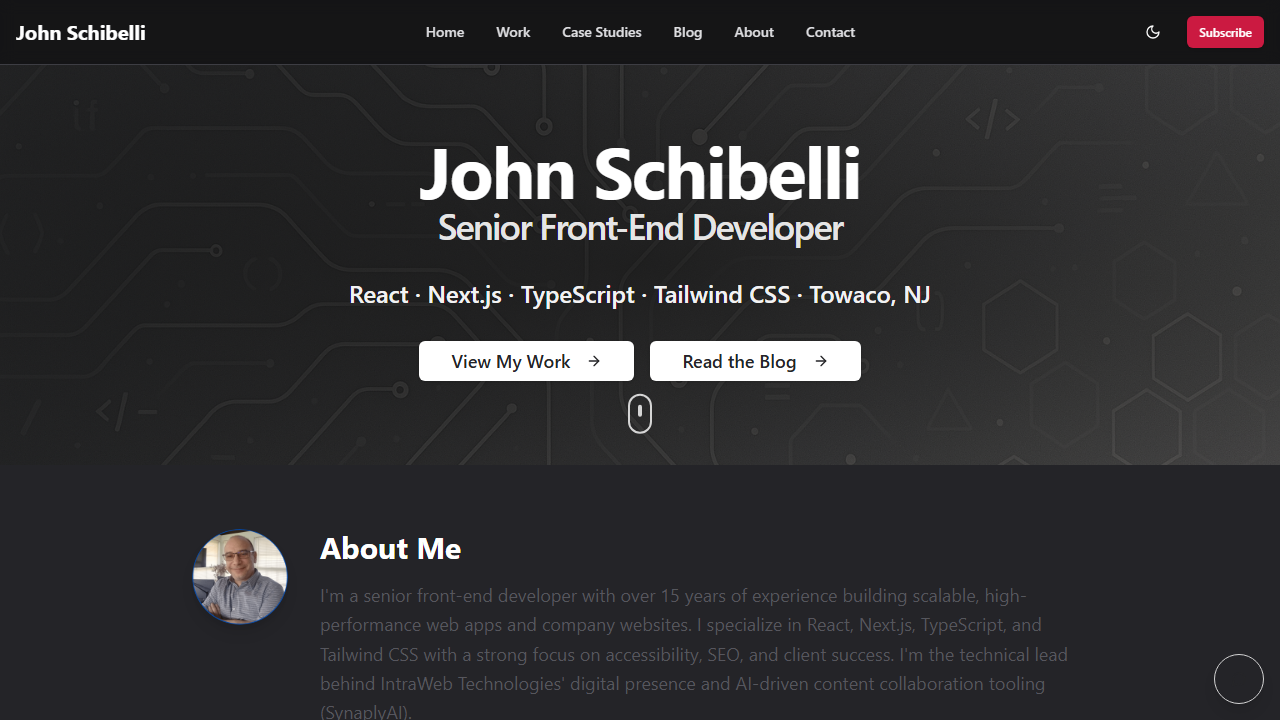 John Schibelli
Home Work Case Studies Blog About Contact
Subscribe
if
</>
John Schibelli
Senior Front-End Developer
React · Next.js · TypeScript · Tailwind CSS · Towaco, NJ
View My Work → Read the Blog →
</>
About Me
I'm a senior front-end developer with over 15 years of experience building scalable, high-
performance web apps and company websites. I specialize in React, Next.js, TypeScript, and
Tailwind CSS with a strong focus on accessibility, SEO, and client success. I'm the technical lead
behind IntraWeb Technologies' digital presence and AI-driven content collaboration tooling
(SynaplyAI).